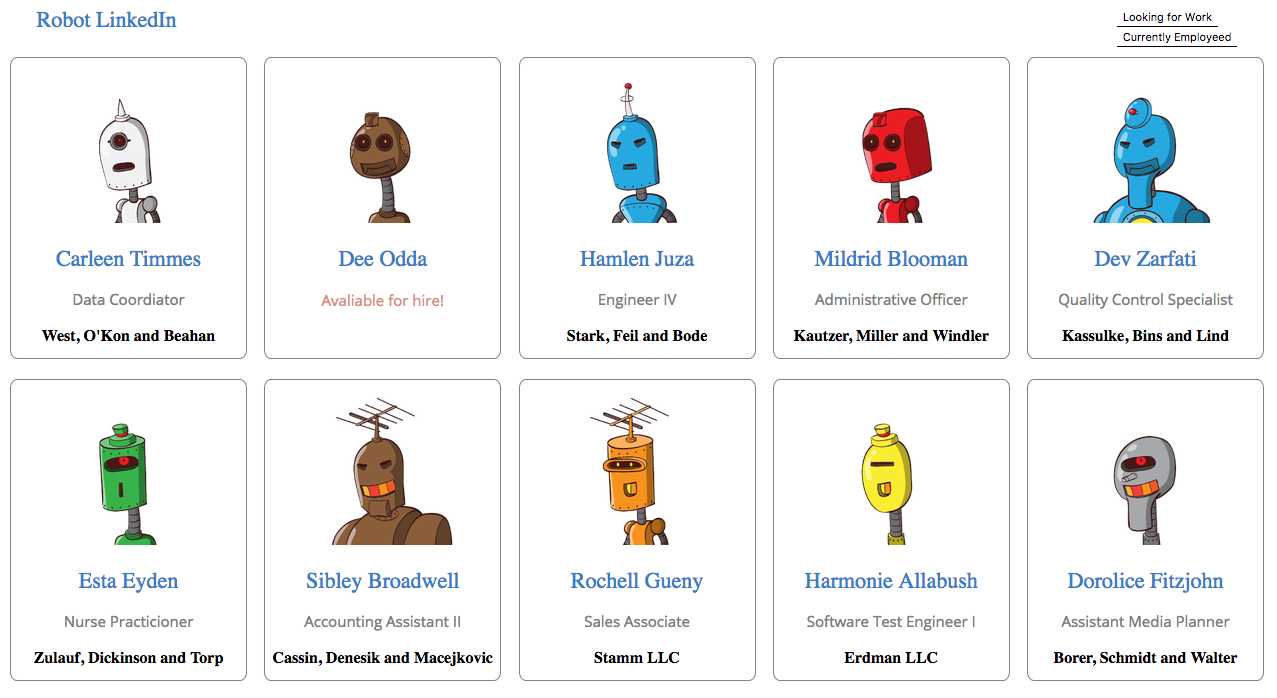 Robot LinkedIn
Looking for Work
Currently Employeed
Carleen Timmes
Data Coordiator
West, O'Kon and Beahan
Dee Odda
Avaliable for hire!
Hamlen Juza
Engineer IV
Stark, Feil and Bode
Mildrid Blooman
Administrative Officer
Kautzer, Miller and Windler
Dev Zarfati
Quality Control Specialist
Kassulke, Bins and Lind
Esta Eyden
Nurse Practicioner
Zulauf, Dickinson and Torp
Sibley Broadwell
Accounting Assistant II
Cassin, Denesik and Macejkovic
Rochell Gueny
Sales Associate
Stamm LLC
Harmonie Allabush
Software Test Engineer I
Erdman LLC
Dorolice Fitzjohn
Assistant Media Planner
Borer, Schmidt and Walter